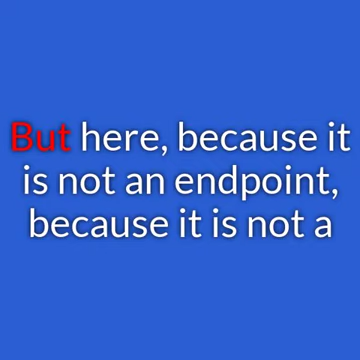 But here, because it
is not an endpoint,
because it is not a